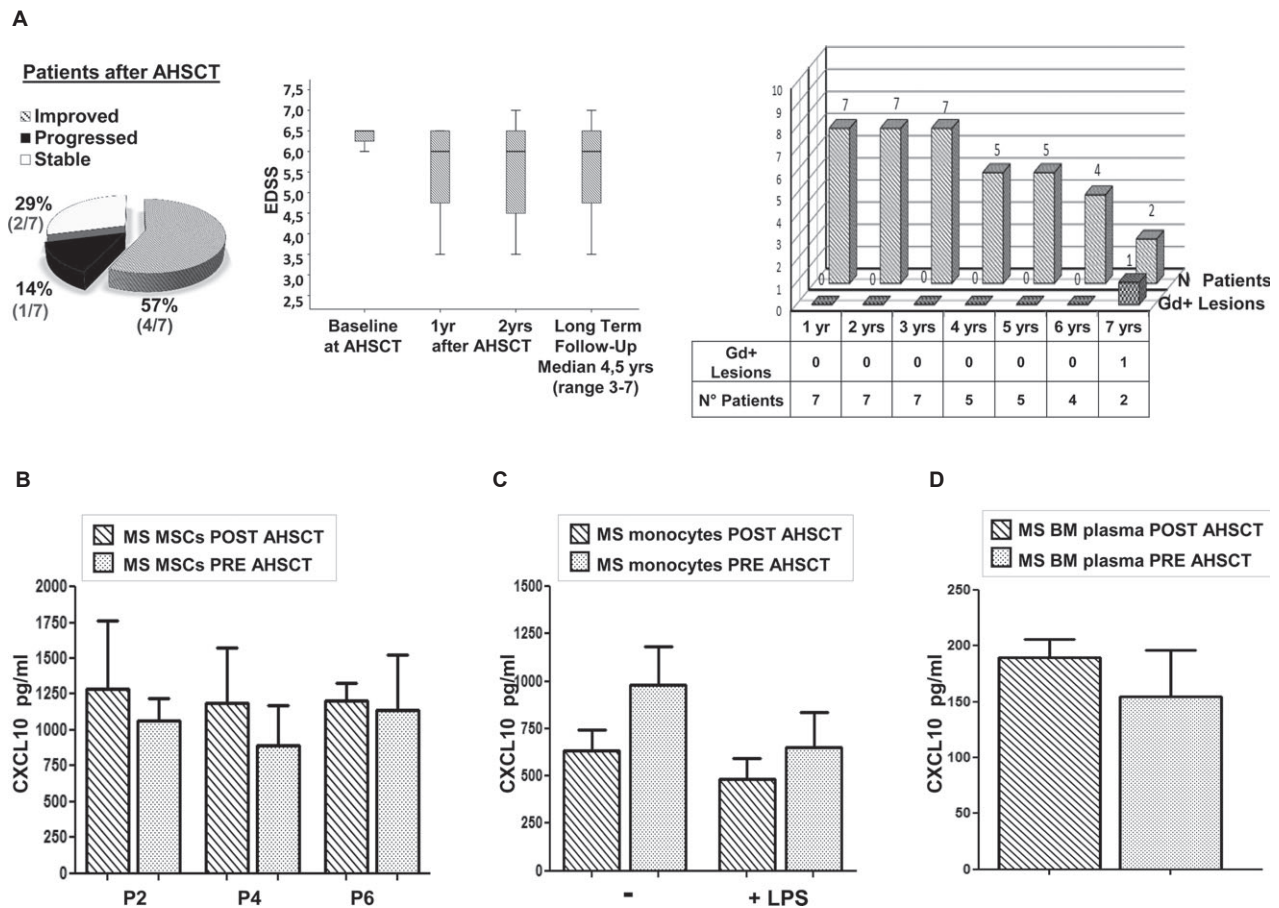 A
Patients after AHSCT
Improved
Progressed
Stable
29%
(2/7)
14%
(1/7)
57%
(4/7)
EDSS
7,5
7,0
6,5
6,0
5,5
5,0
4,5
4,0
3,5
3,0
2,5
Baseline
at AHSCT
1yr 2yrs
after AHSCT
Long Term
Follow-Up
Median 4,5 yrs
(range 3-7)
10
9
8
7
6
5
4
3
2
1
0
7 7 7 5 5 4 2
0 0 0 0 0 0 1
N Patients
Gd+ Lesions
1 yr 2 yrs 3 yrs 4 yrs 5 yrs 6 yrs 7 yrs
Gd+
Lesions 0 0 0 0 0 0 1
N° Patients 7 7 7 5 5 4 2
B
MS MSCs POST AHSCT
MS MSCs PRE AHSCT
CXCL10 pg/ml
2000
1750
1500
1250
1000
750
500
250
0
P2 P4 P6
C
MS monocytes POST AHSCT
MS monocytes PRE AHSCT
CXCL10 pg/ml
1500
1250
1000
750
500
250
0
- + LPS
D
MS BM plasma POST AHSCT
MS BM plasma PRE AHSCT
CXCL10 pg/ml
250
200
150
100
50
0